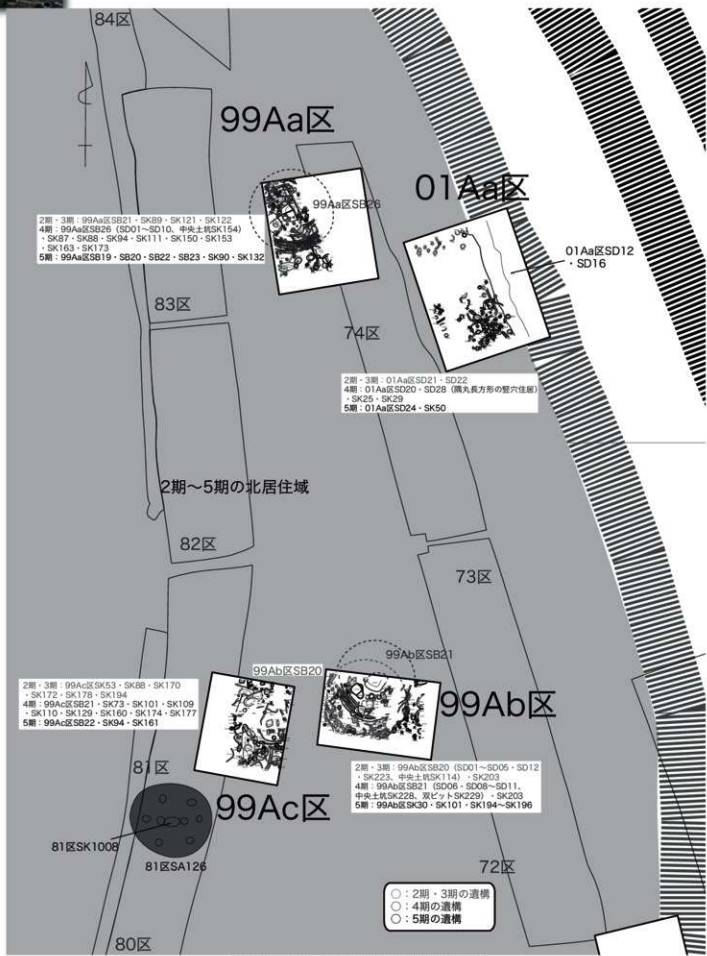 84区
99Aa区
99Aa区SB26
01Aa区
2期・3期：99Aa区SB21・SK89・SK121・SK122
4期：99Aa区SB26（SD01〜SD10、中央土坑SK154）
・SK87・SK88・SK94・SK111・SK150・SK153
・SK163・SK173
5期：99Aa区SB19・SB20・SB22・SB23・SK90・SK132
01Aa区SD12
・SD16
83区
74区
2期・3期：01Aa区SD21・SD22
4期：01Aa区SD20・SD28（隅丸長方形の竪穴住居）
・SK25・SK29
5期：01Aa区SD24・SK50
2期〜5期の北居住域
82区
73区
99Ab区SB21
99Ab区SB20
2期・3期：99Ac区SK53・SK88・SK170
・SK172・SK178・SK194
4期：99Ac区SB21・SK73・SK101・SK109
・SK110・SK129・SK160・SK174・SK177
5期：99Ac区SB22・SK94・SK161
99Ab区
2期・3期：99Ab区SB20（SD01〜SD05・SD12
・SK223、中央土坑SK114）・SK203
4期：99Ab区SB21（SD06・SD08〜SD11、
中央土坑SK228、双ピットSK229）・SK203
5期：99Ab区SK30・SK101・SK194〜SK196
81区
99Ac区
81区SK1008
81区SA126
72区
○：2期・3期の遺構
○：4期の遺構
○：5期の遺構
80区